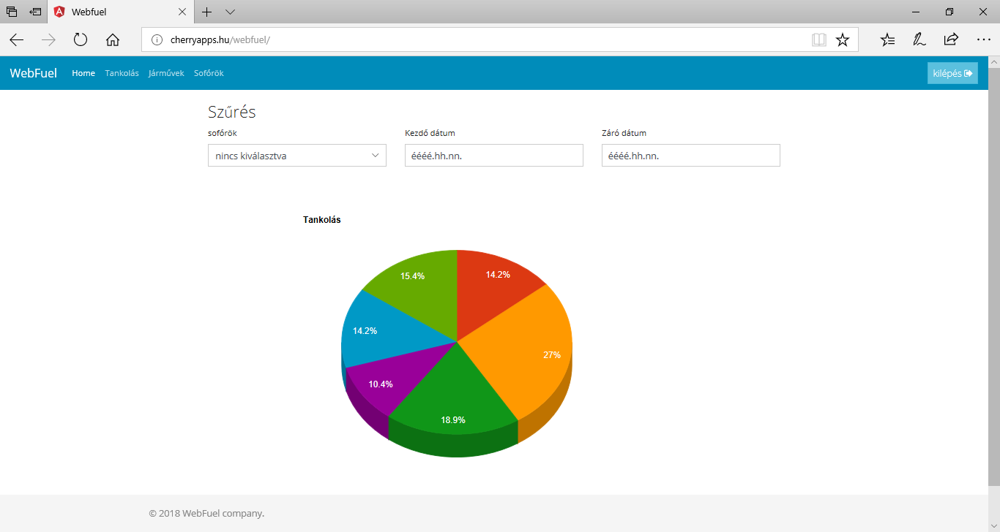 Webfuel
cherryapps.hu/webfuel/
WebFuel Home Tankolás Járművek Sofőrök kilépés
Szűrés
sofőrök Kezdő dátum Záró dátum
nincs kiválasztva éééé.hh.nn. éééé.hh.nn.
Tankolás
15.4% 14.2%
14.2%
27%
10.4%
18.9%
© 2018 WebFuel company.